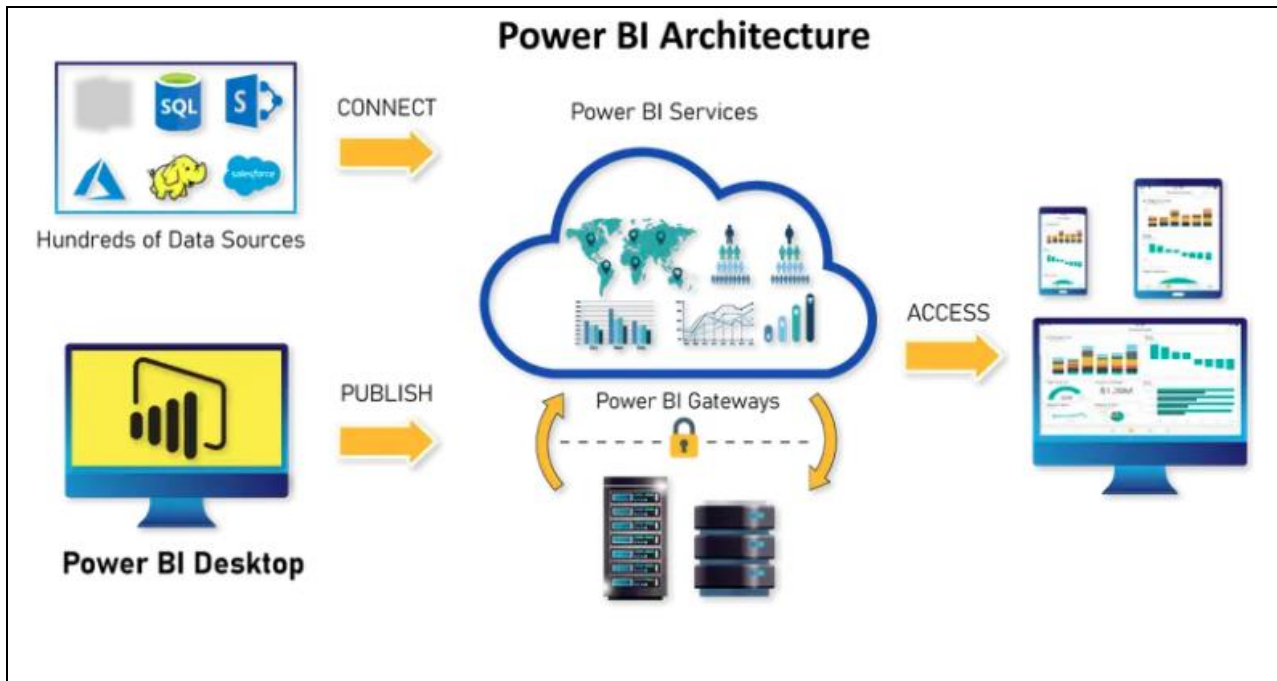 Power BI Architecture
SQL
S
salesforce
Hundreds of Data Sources
CONNECT
Power BI Services
ACCESS
PUBLISH
Power BI Gateways
Power BI Desktop